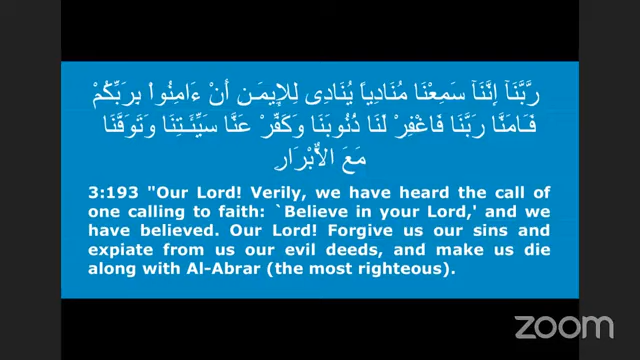 رَّبَّنَآ إِنَّنَآ سَمِعْنَا مُنَادِياً يُنَادِى لِلإِيمَـنِ أَنْ ءَامِنُواْ بِرَبِّكُمْ
فَـَامَنَّا رَبَّنَا فَاغْفِرْ لَنَا ذُنُوبَنَا وَكَفِّرْ عَنَّا سَيِّئَـتِنَا وَتَوَفَّنَا
مَعَ الاٌّبْرَارِ
3:193 "Our Lord! Verily, we have heard the call of
one calling to faith: `Believe in your Lord,' and we
have believed. Our Lord! Forgive us our sins and
expiate from us our evil deeds, and make us die
along with Al-Abrar (the most righteous).
zoom